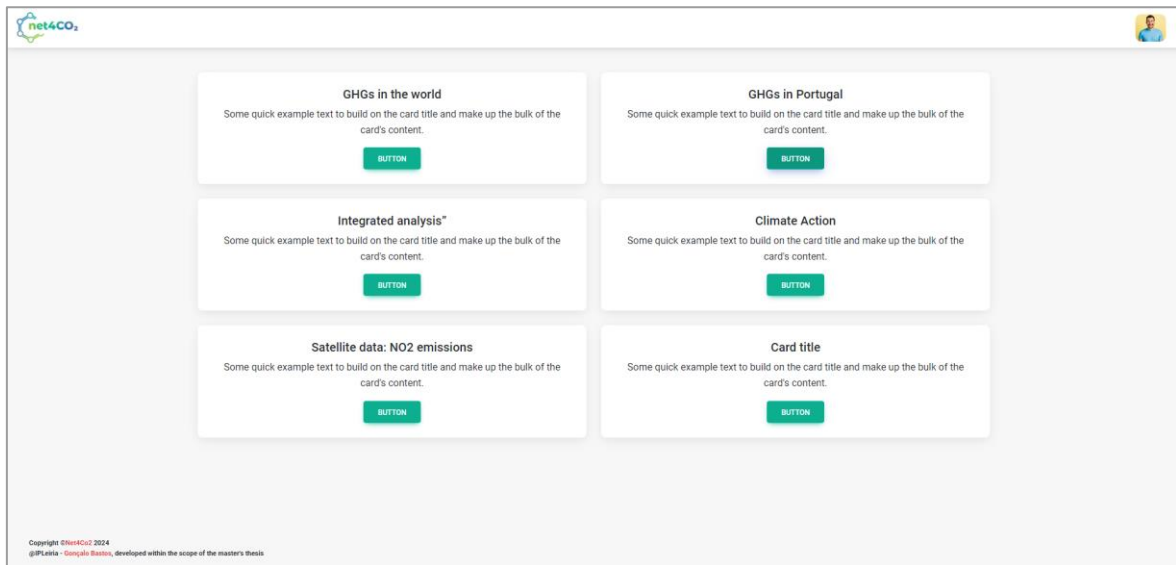 net4CO₂
GHGs in the world
Some quick example text to build on the card title and make up the bulk of the
card's content.
BUTTON
GHGs in Portugal
Some quick example text to build on the card title and make up the bulk of the
card's content.
BUTTON
Integrated analysis"
Some quick example text to build on the card title and make up the bulk of the
card's content.
BUTTON
Climate Action
Some quick example text to build on the card title and make up the bulk of the
card's content.
BUTTON
Satellite data: NO2 emissions
Some quick example text to build on the card title and make up the bulk of the
card's content.
BUTTON
Card title
Some quick example text to build on the card title and make up the bulk of the
card's content.
BUTTON
Copyright ©Net4Co2 2024
@IPLeiria - Gonçalo Bastos, developed within the scope of the master's thesis